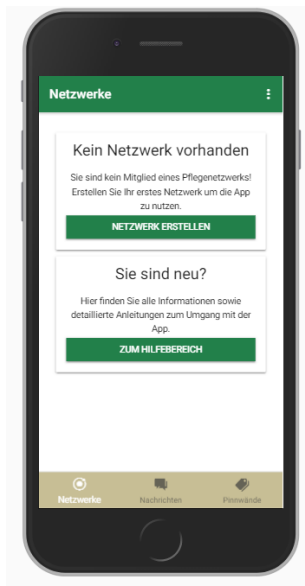 Netzwerke
Kein Netzwerk vorhanden
Sie sind kein Mitglied eines Pflegenetzwerks!
Erstellen Sie Ihr erstes Netzwerk um die App
zu nutzen.
NETZWERK ERSTELLEN
Sie sind neu?
Hier finden Sie alle Informationen sowie
detaillierte Anleitungen zum Umgang mit der
App.
ZUM HILFEBEREICH
Netzwerke Nachrichten Pinnwände